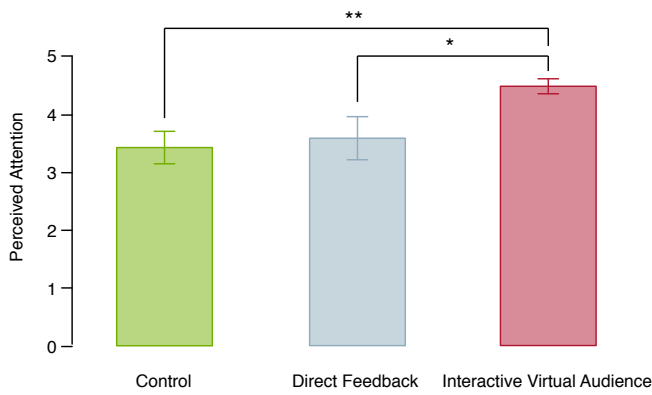 **
*
5
4
3
2
1
0
Perceived Attention
Control
Direct Feedback
Interactive Virtual Audience